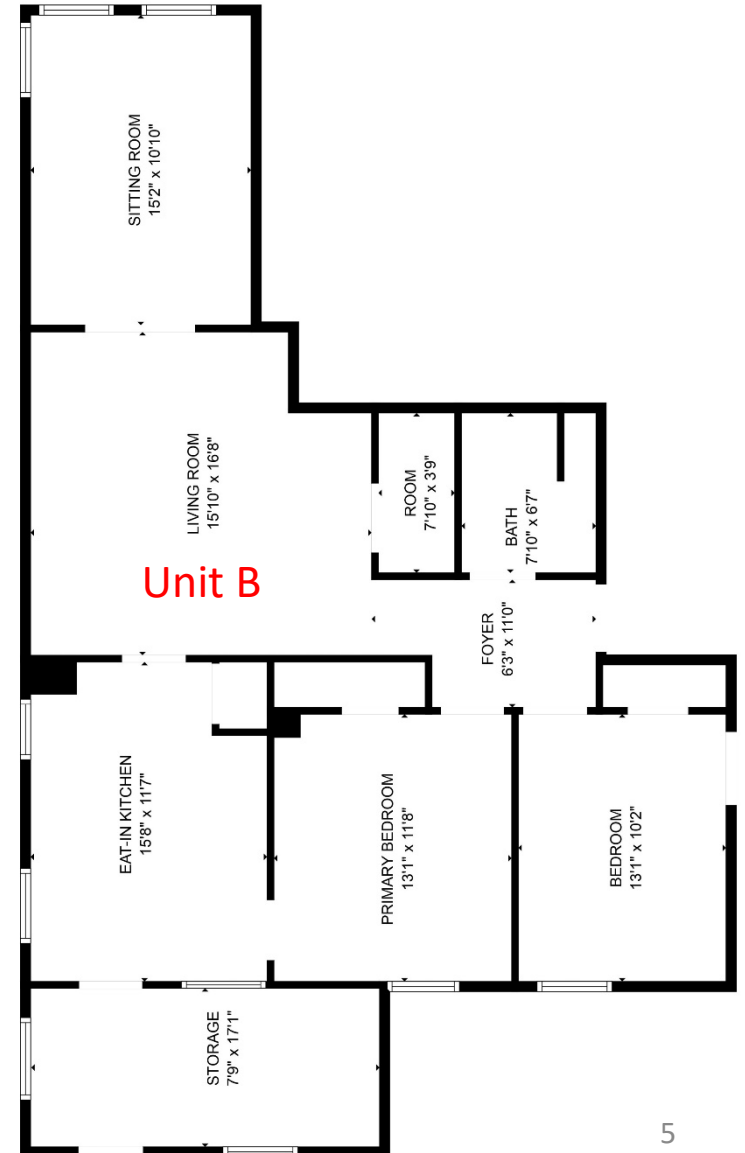 SITTING ROOM
15'2" x 10'10"
LIVING ROOM
15'10" x 16'8"
ROOM
7'10" x 3'9"
BATH
7'10" x 6'7"
Unit B
FOYER
6'3" x 11'0"
EAT-IN KITCHEN
15'8" x 11'7"
PRIMARY BEDROOM
13'1" x 11'8"
BEDROOM
13'1" x 10'2"
STORAGE
7'9" x 17'1"
5